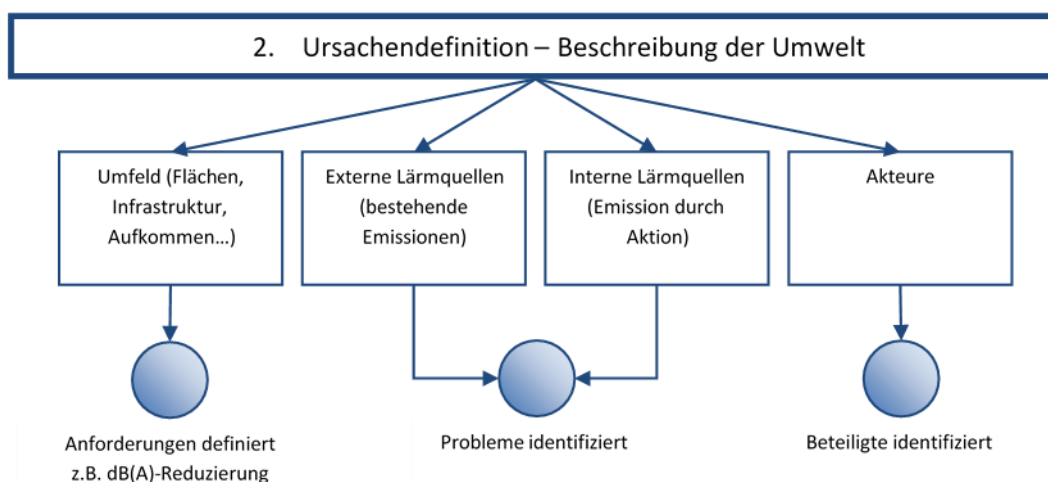 2. Ursachendefinition – Beschreibung der Umwelt
Umfeld (Flächen,
Infrastruktur,
Aufkommen…)
Externe Lärmquellen
(bestehende
Emissionen)
Interne Lärmquellen
(Emission durch
Aktion)
Akteure
Anforderungen definiert
z.B. dB(A)-Reduzierung
Probleme identifiziert
Beteiligte identifiziert